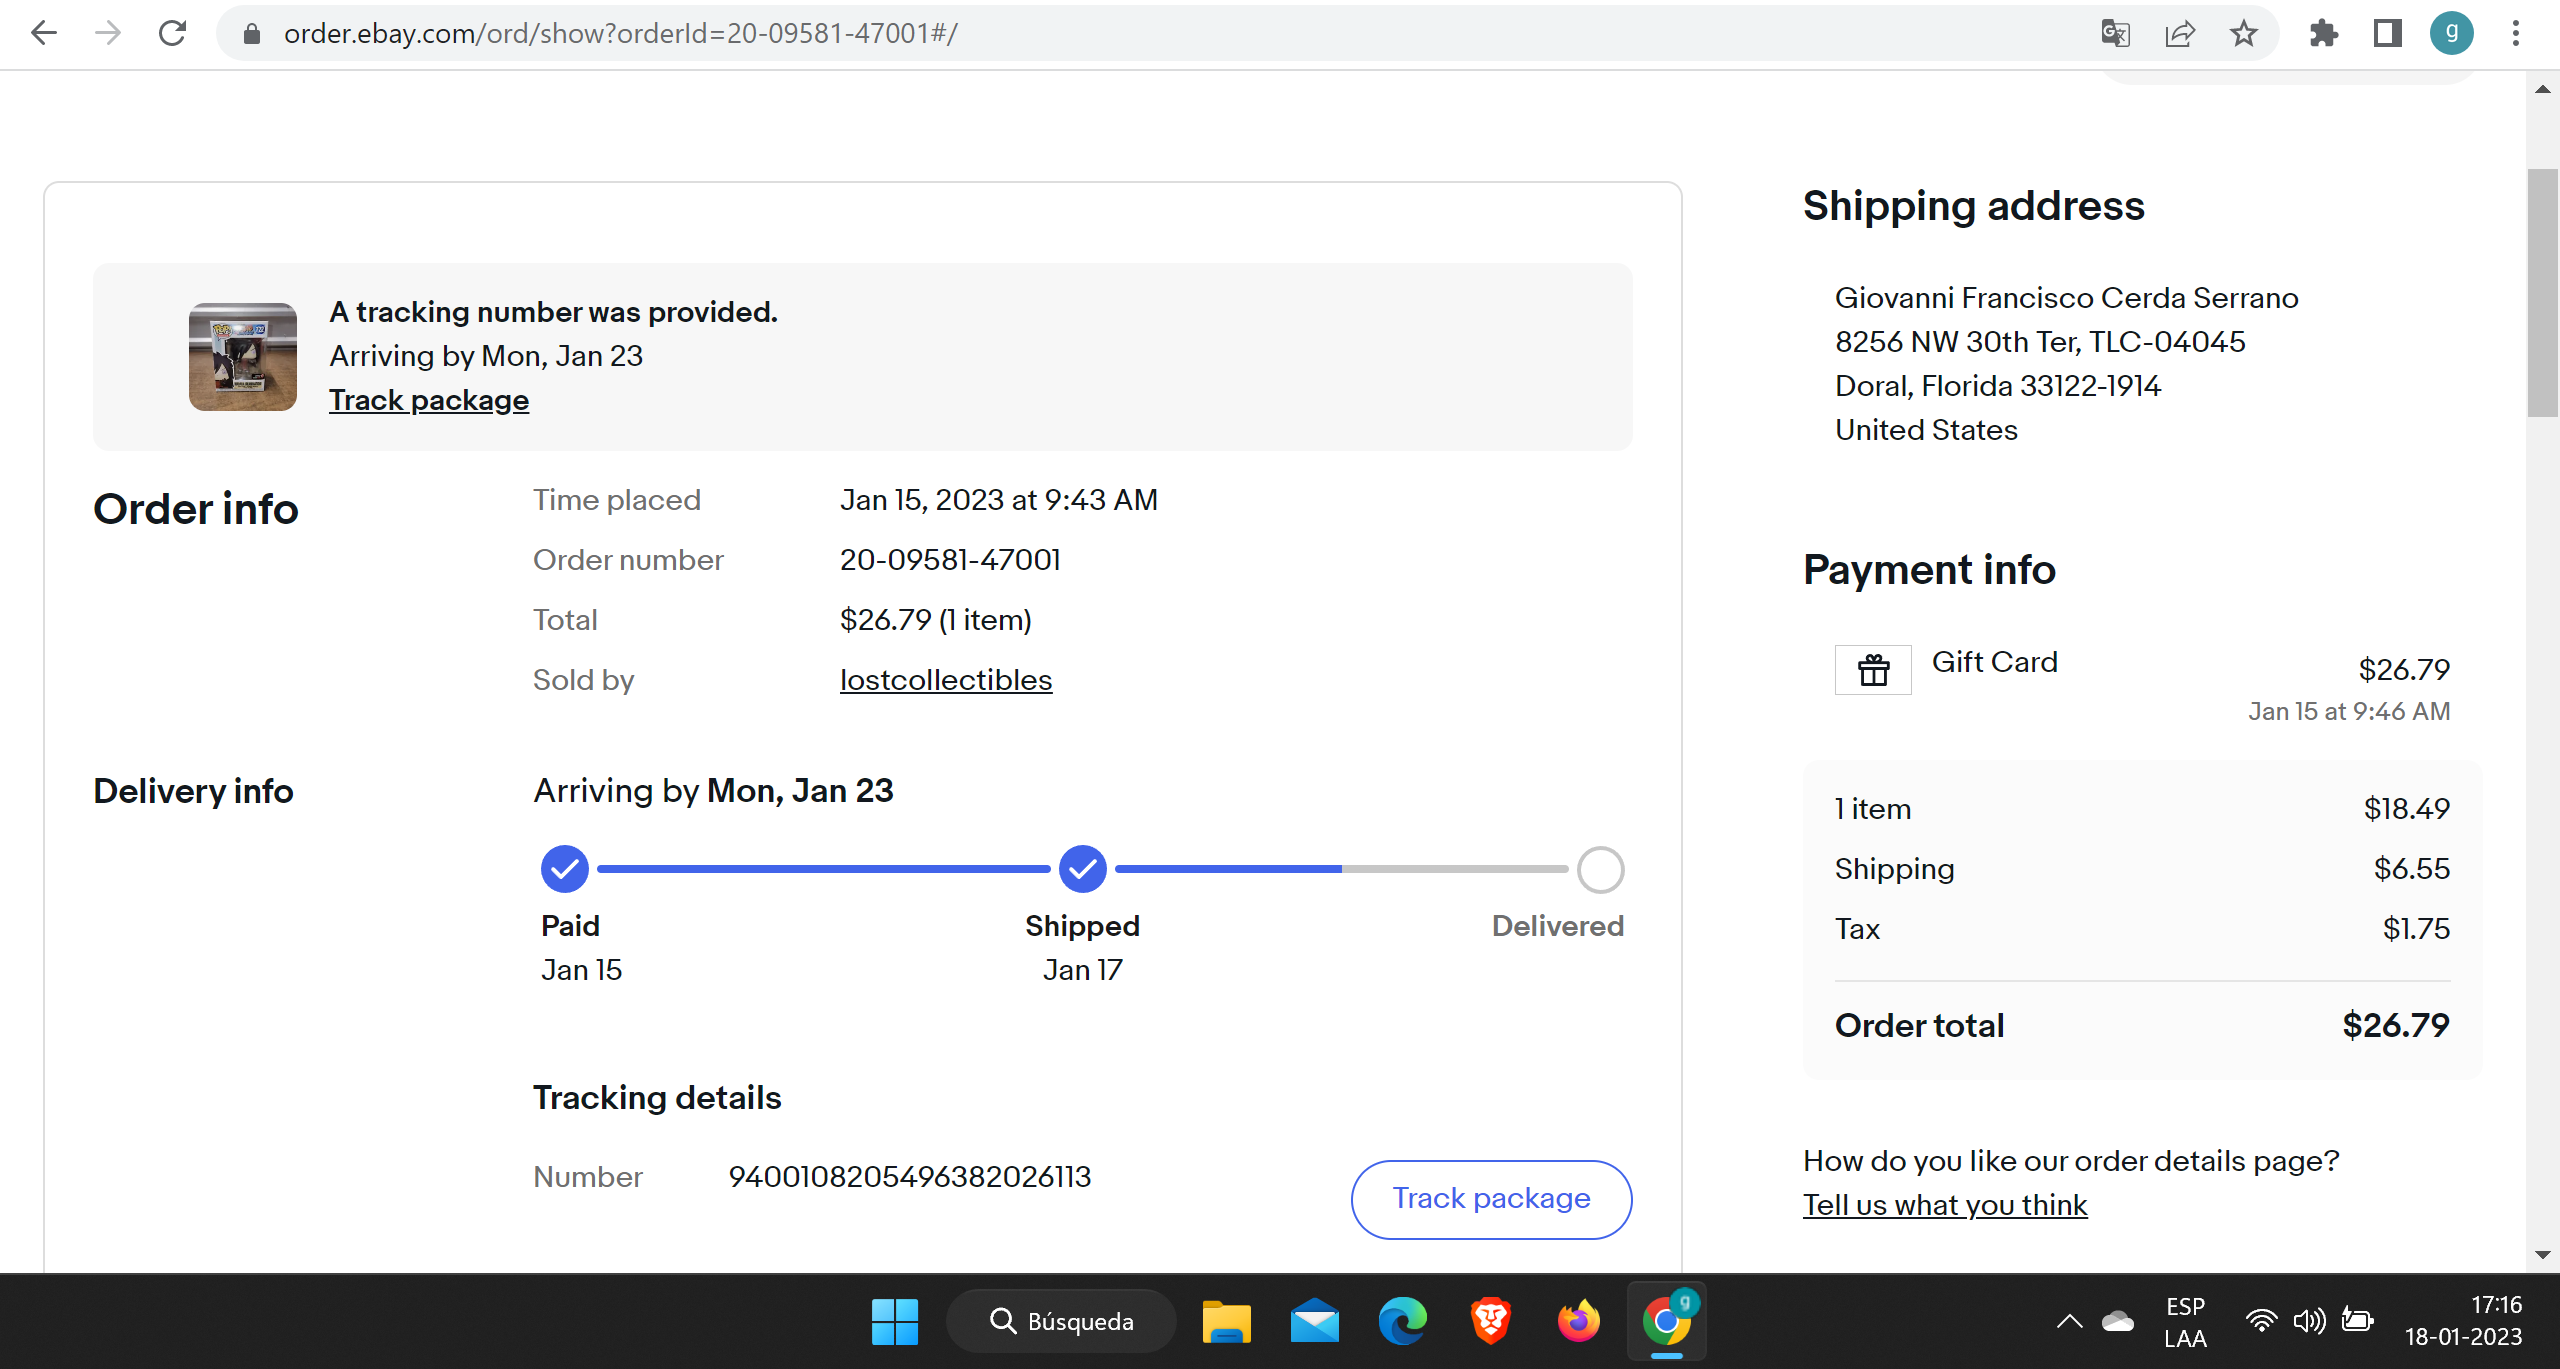 order.ebay.com/ord/show?orderId=20-09581-47001#/
g
A tracking number was provided.
Arriving by Mon, Jan 23
Track package
Order info
Time placed Jan 15, 2023 at 9:43 AM
Order number 20-09581-47001
Total $26.79 (1 item)
Sold by lostcollectibles
Delivery info
Arriving by Mon, Jan 23
Paid Shipped Delivered
Jan 15 Jan 17
Tracking details
Number 9400108205496382026113
Track package
Shipping address
Giovanni Francisco Cerda Serrano
8256 NW 30th Ter, TLC-04045
Doral, Florida 33122-1914
United States
Payment info
Gift Card $26.79
Jan 15 at 9:46 AM
1 item $18.49
Shipping $6.55
Tax $1.75
Order total $26.79
How do you like our order details page?
Tell us what you think
Búsqueda
g
ESP
LAA
17:16
18-01-2023